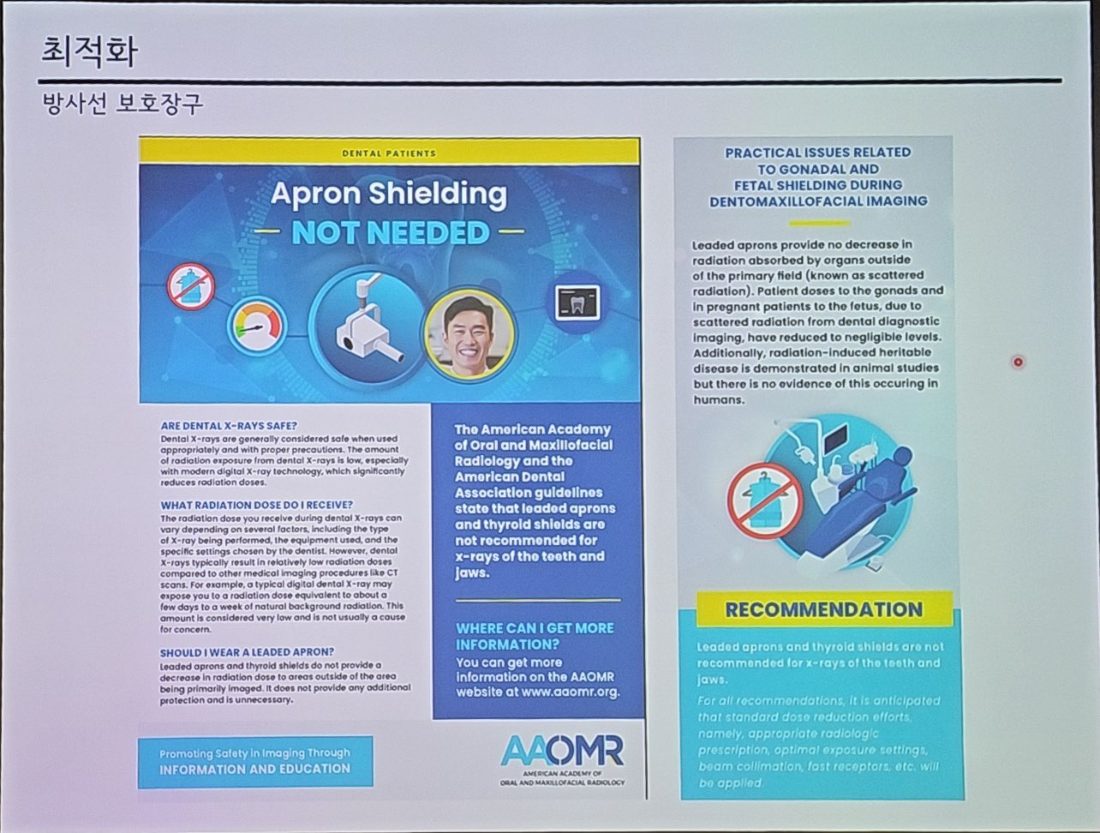 최적화
방사선 보호장구
DENTAL PATIENTS
Apron Shielding
NOT NEEDED
ARE DENTAL X-RAYS SAFE?
Dental X-rays are generally considered safe when used
appropriately and with proper precautions. The amount
of radiation exposure from dental X-rays is low, especially
with modern digital X-ray technology, which significantly
reduces radiation doses.
WHAT RADIATION DOSE DO I RECEIVE?
The radiation dose you receive during dental X-rays can
vary depending on several factors, including the type
of X-ray being performed, the equipment used, and the
specific settings chosen by the dentist. However, dental
X-rays typically result in relatively low radiation doses
compared to other medical imaging procedures like CT
scans. For example, a typical digital dental X-ray may
expose you to a radiation dose equivalent to about a
few days to a week of natural background radiation. This
amount is considered very low and is not usually a cause
for concern.
SHOULD I WEAR A LEADED APRON?
Leaded aprons and thyroid shields do not provide a
decrease in radiation dose to areas outside of the area
being primarily imaged. It does not provide any additional
protection and is unnecessary.
The American Academy
of Oral and Maxillofacial
Radiology and the
American Dental
Association guidelines
state that leaded aprons
and thyroid shields are
not recommended for
x-rays of the teeth and
jaws.
WHERE CAN I GET MORE
INFORMATION?
You can get more
information on the AAOMR
website at www.aaomr.org.
Promoting Safety in Imaging Through
INFORMATION AND EDUCATION
AAOMR
AMERICAN ACADEMY OF
ORAL AND MAXILLOFACIAL RADIOLOGY
PRACTICAL ISSUES RELATED
TO GONADAL AND
FETAL SHIELDING DURING
DENTOMAXILLOFACIAL IMAGING
Leaded aprons provide no decrease in
radiation absorbed by organs outside
of the primary field (known as scattered
radiation). Patient doses to the gonads and
in pregnant patients to the fetus, due to
scattered radiation from dental diagnostic
imaging, have reduced to negligible levels.
Additionally, radiation-induced heritable
disease is demonstrated in animal studies
but there is no evidence of this occuring in
humans.
RECOMMENDATION
Leaded aprons and thyroid shields are not
recommended for x-rays of the teeth and
jaws.
For all recommendations, it is anticipated
that standard dose reduction efforts,
namely, appropriate radiologic
prescription, optimal exposure settings,
beam collimation, fast receptors, etc. will
be applied.